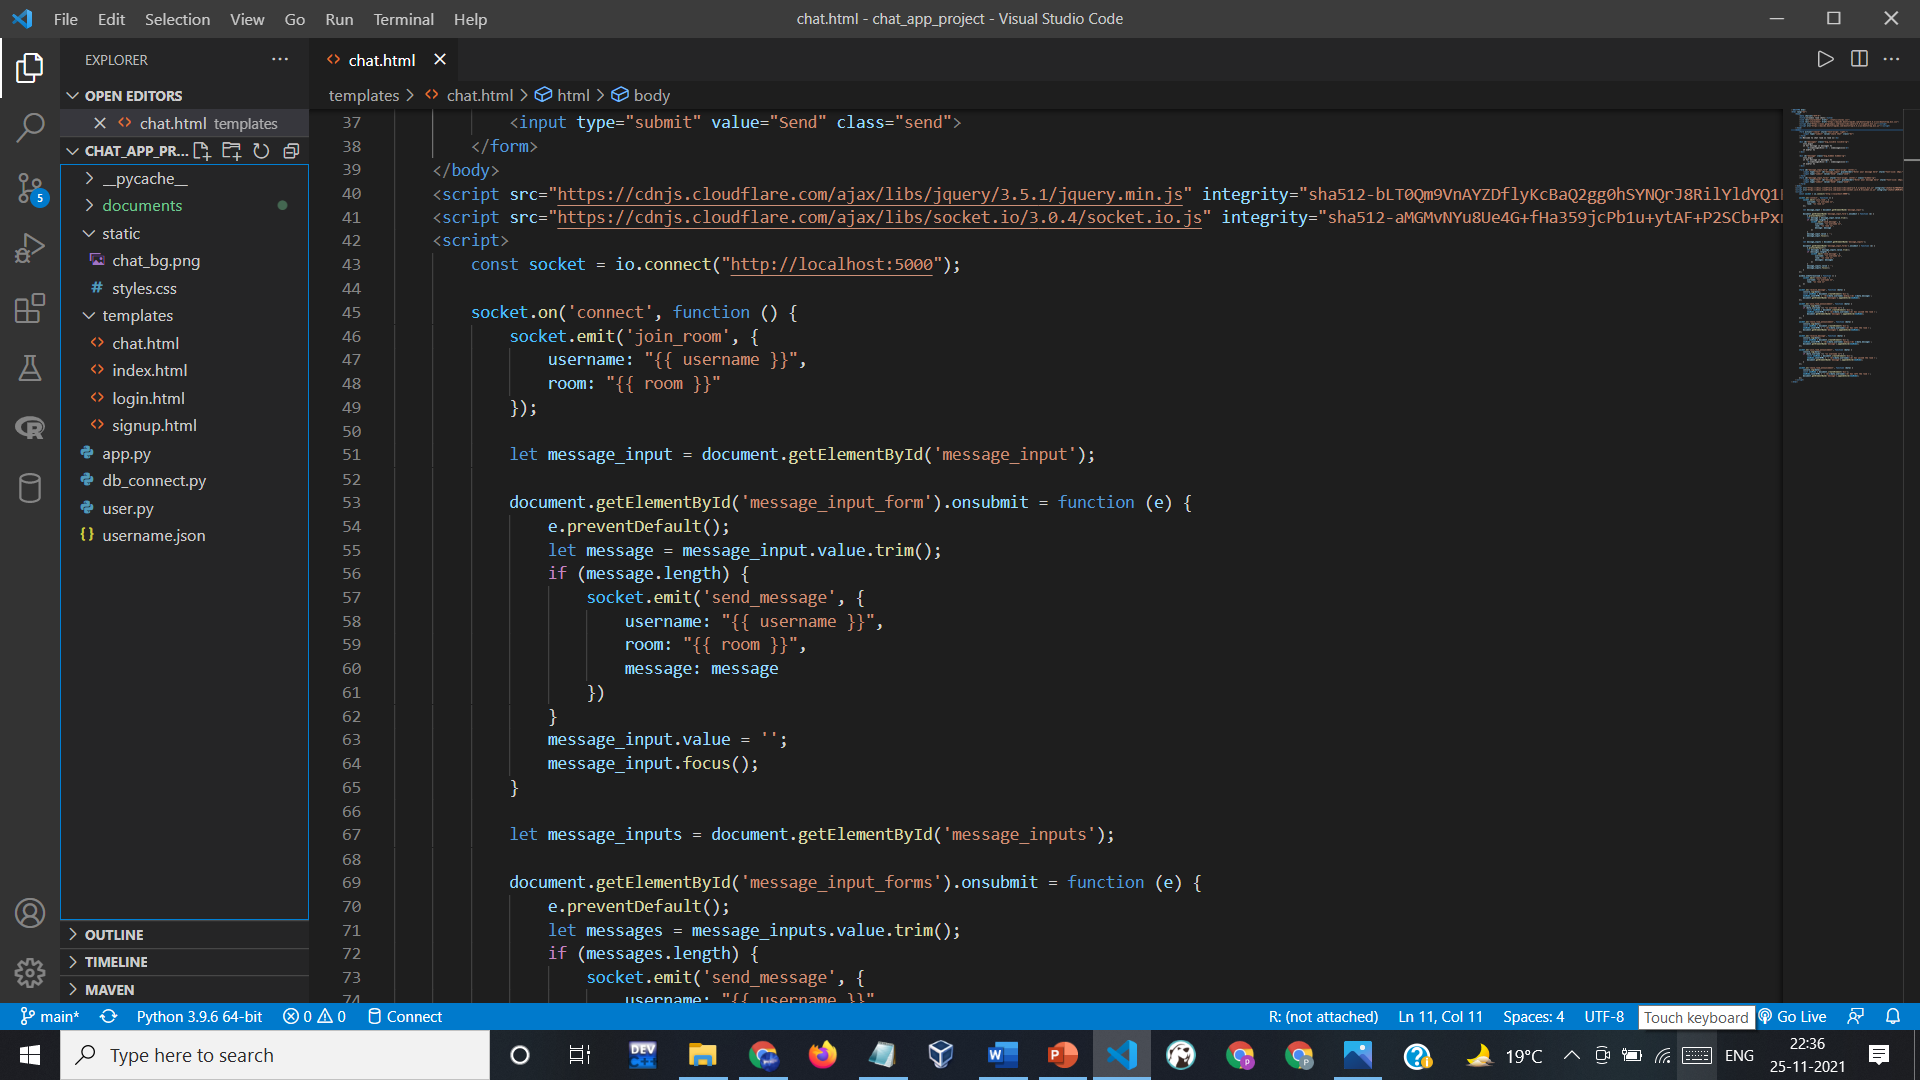 File Edit Selection View Go Run Terminal Help
chat.html - chat_app_project - Visual Studio Code
EXPLORER
OPEN EDITORS
chat.html templates
CHAT_APP_PR...
__pycache__
documents
static
chat_bg.png
# styles.css
templates
<> chat.html
<> index.html
<> login.html
<> signup.html
app.py
db_connect.py
user.py
{} username.json
OUTLINE
TIMELINE
MAVEN
5
<> chat.html
templates > <> chat.html > html > body
37 <input type="submit" value="Send" class="send">
38 </form>
39 </body>
40 <script src="https://cdnjs.cloudflare.com/ajax/libs/jquery/3.5.1/jquery.min.js" integrity="sha512-bLT0Qm9VnAYZDflyKcBaQ2gg0hSYNQrJ8RilYldYQ1
41 <script src="https://cdnjs.cloudflare.com/ajax/libs/socket.io/3.0.4/socket.io.js" integrity="sha512-aMGMvNYu8Ue4G+fHa359jcPb1u+ytAF+P2SCb+Px
42 <script>
43 const socket = io.connect("http://localhost:5000");
44
45 socket.on('connect', function () {
46 socket.emit('join_room', {
47 username: "{{ username }}",
48 room: "{{ room }}"
49 });
50
51 let message_input = document.getElementById('message_input');
52
53 document.getElementById('message_input_form').onsubmit = function (e) {
54 e.preventDefault();
55 let message = message_input.value.trim();
56 if (message.length) {
57 socket.emit('send_message', {
58 username: "{{ username }}",
59 room: "{{ room }}",
60 message: message
61 })
62 }
63 message_input.value = '';
64 message_input.focus();
65 }
66
67 let message_inputs = document.getElementById('message_inputs');
68
69 document.getElementById('message_input_forms').onsubmit = function (e) {
70 e.preventDefault();
71 let messages = message_inputs.value.trim();
72 if (messages.length) {
73 socket.emit('send_message', {
74 username: "{{ username }}"
main* Python 3.9.6 64-bit 0 0 Connect R: (not attached) Ln 11, Col 11 Spaces: 4 UTF-8 Touch keyboard Go Live
Type here to search
DEV
19°C ENG
22:36
25-11-2021